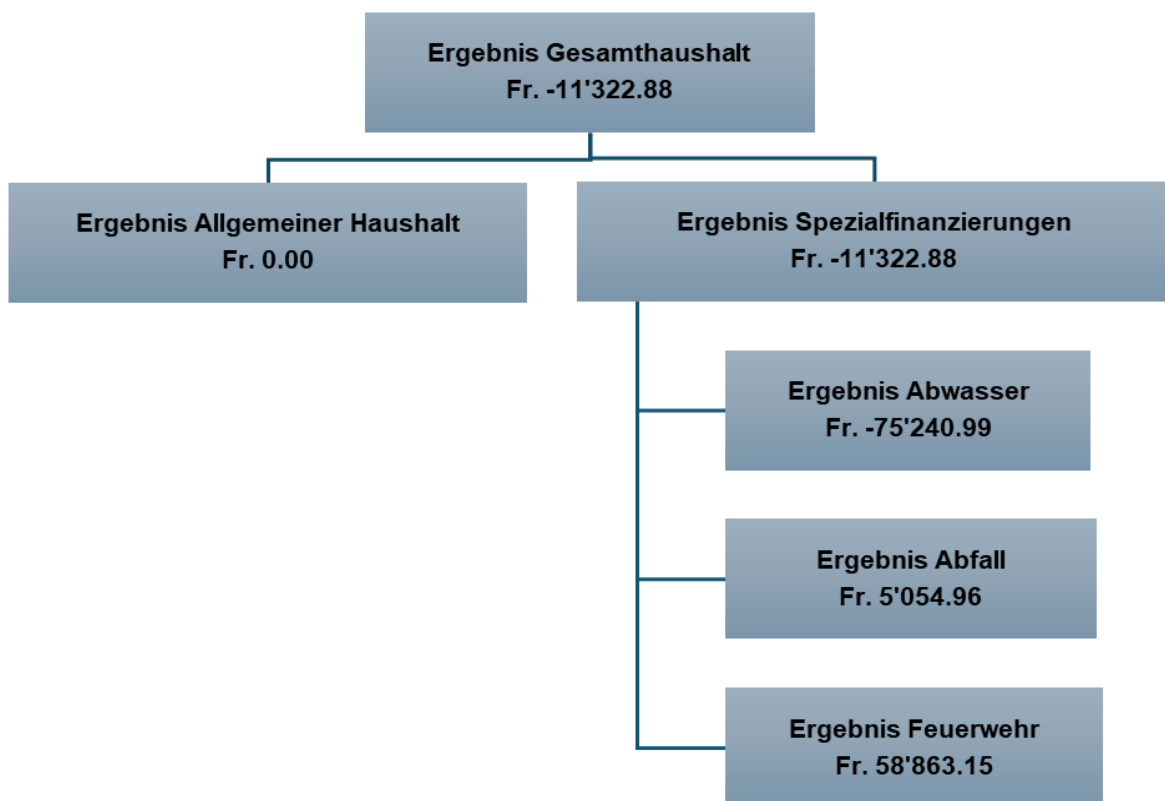 Ergebnis Gesamthaushalt
Fr. -11'322.88
Ergebnis Allgemeiner Haushalt
Fr. 0.00
Ergebnis Spezialfinanzierungen
Fr. -11'322.88
Ergebnis Abwasser
Fr. -75'240.99
Ergebnis Abfall
Fr. 5'054.96
Ergebnis Feuerwehr
Fr. 58'863.15